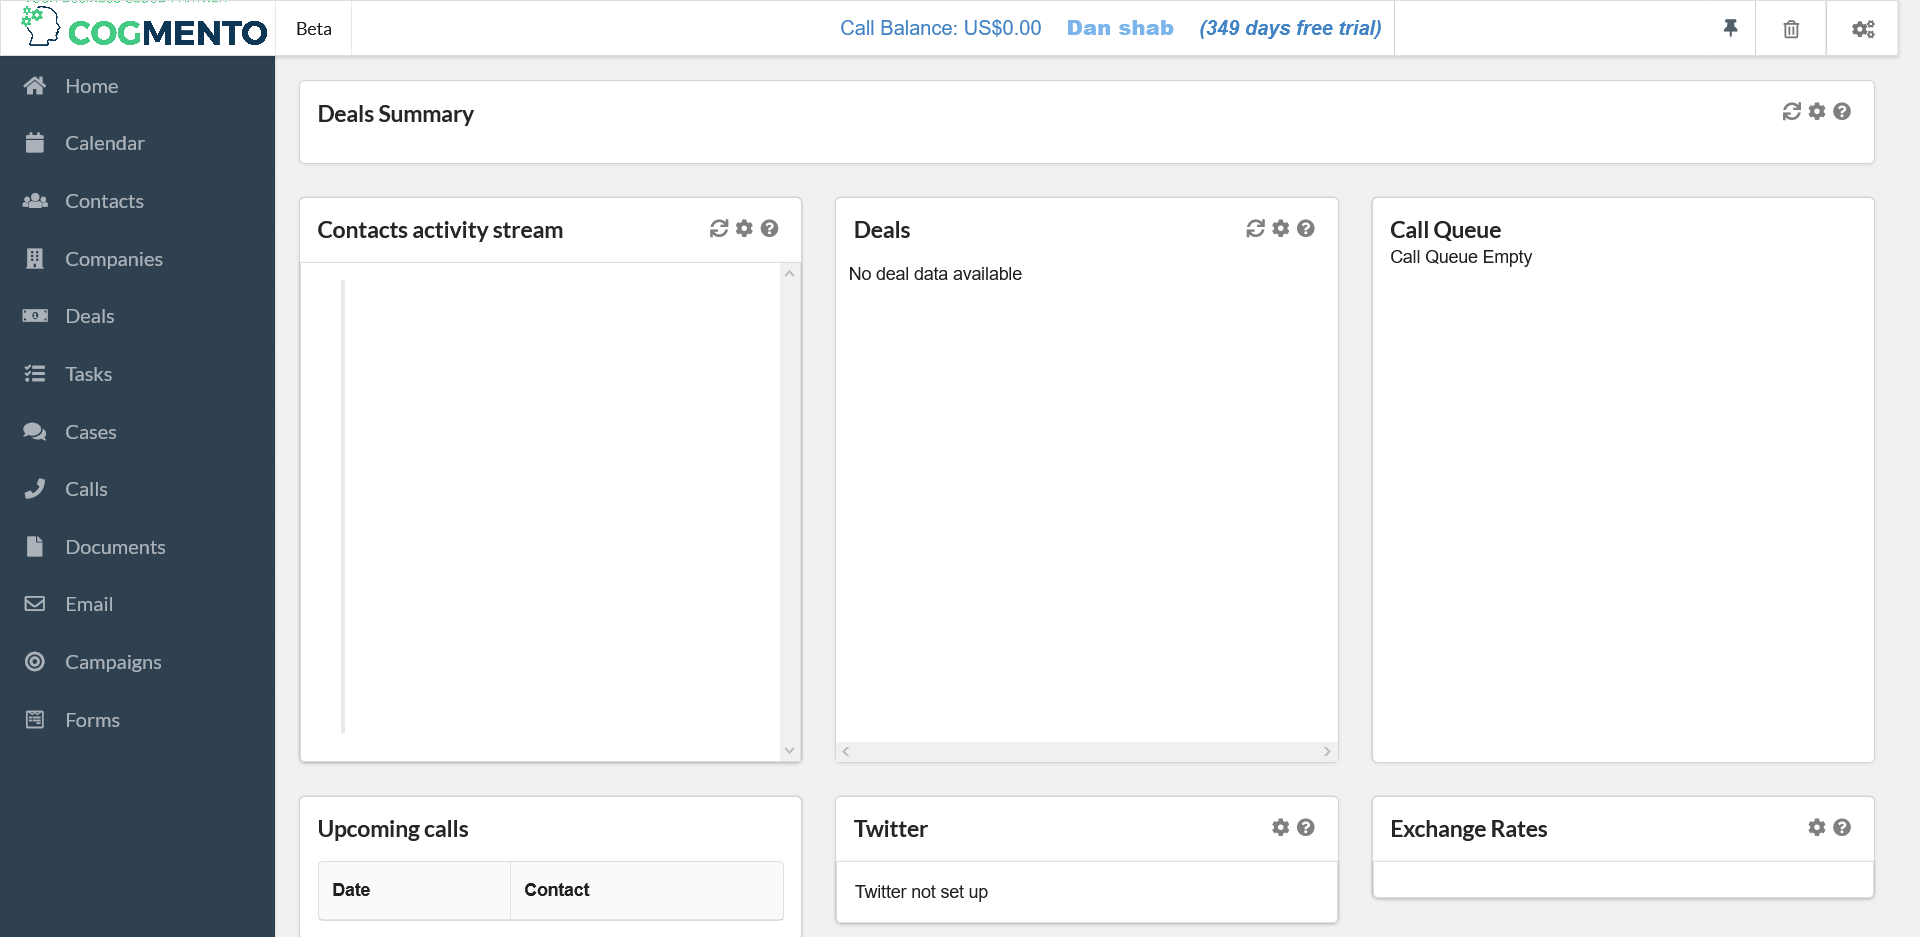 COGMENTO
Beta
Call Balance: US$0.00 Dan shab (349 days free trial)
Home
Calendar
Contacts
Companies
Deals
Tasks
Cases
Calls
Documents
Email
Campaigns
Forms
Deals Summary
Contacts activity stream
Deals
No deal data available
Call Queue
Call Queue Empty
Upcoming calls
Date Contact
Twitter
Twitter not set up
Exchange Rates